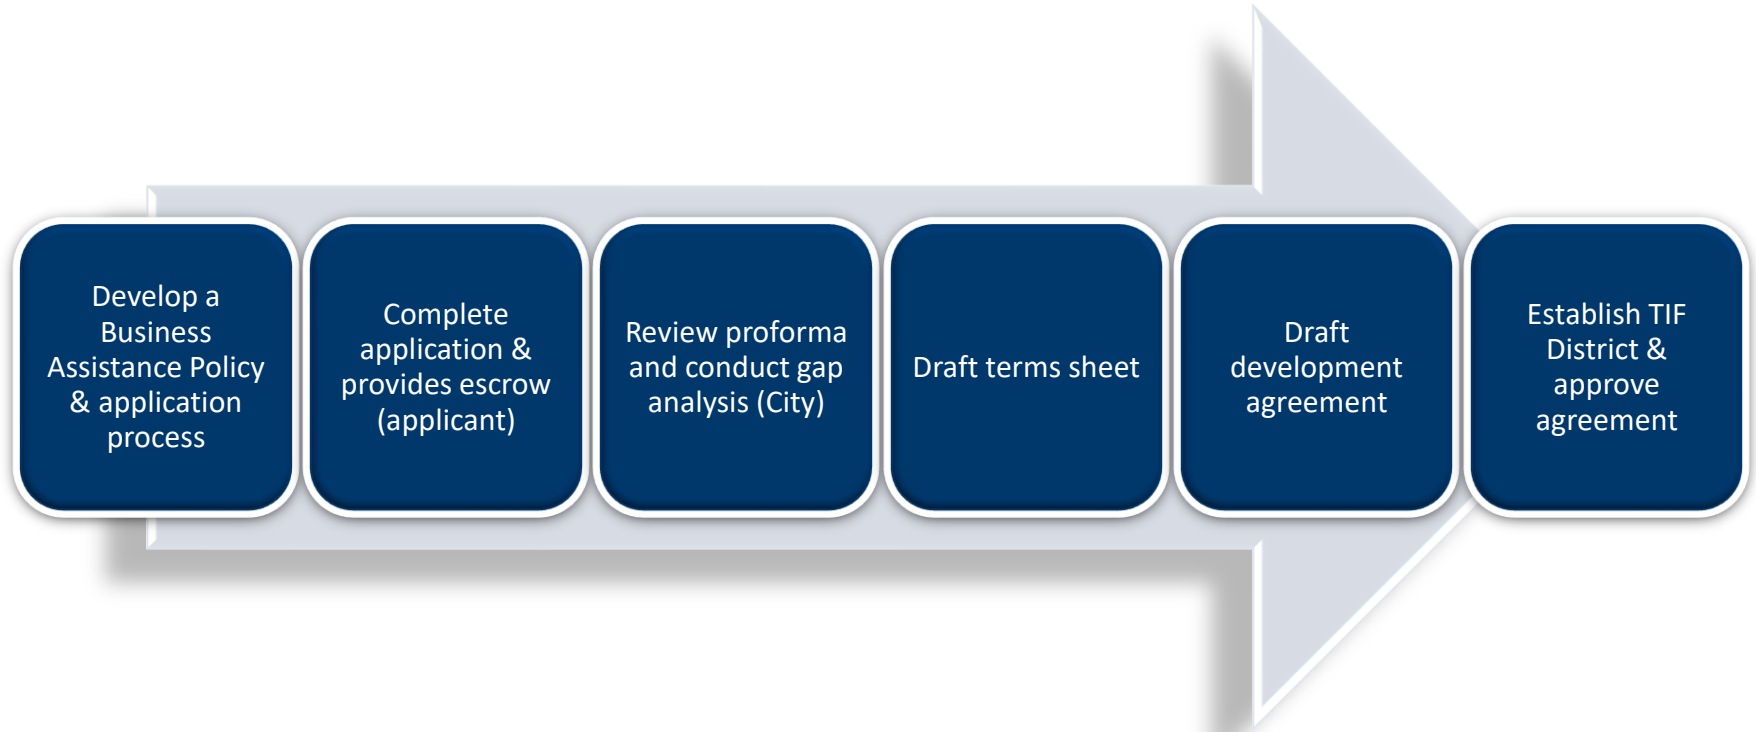 Develop a
Business
Assistance Policy
& application
process
Complete
application &
provides escrow
(applicant)
Review proforma
and conduct gap
analysis (City)
Draft terms sheet
Draft
development
agreement
Establish TIF
District &
approve
agreement